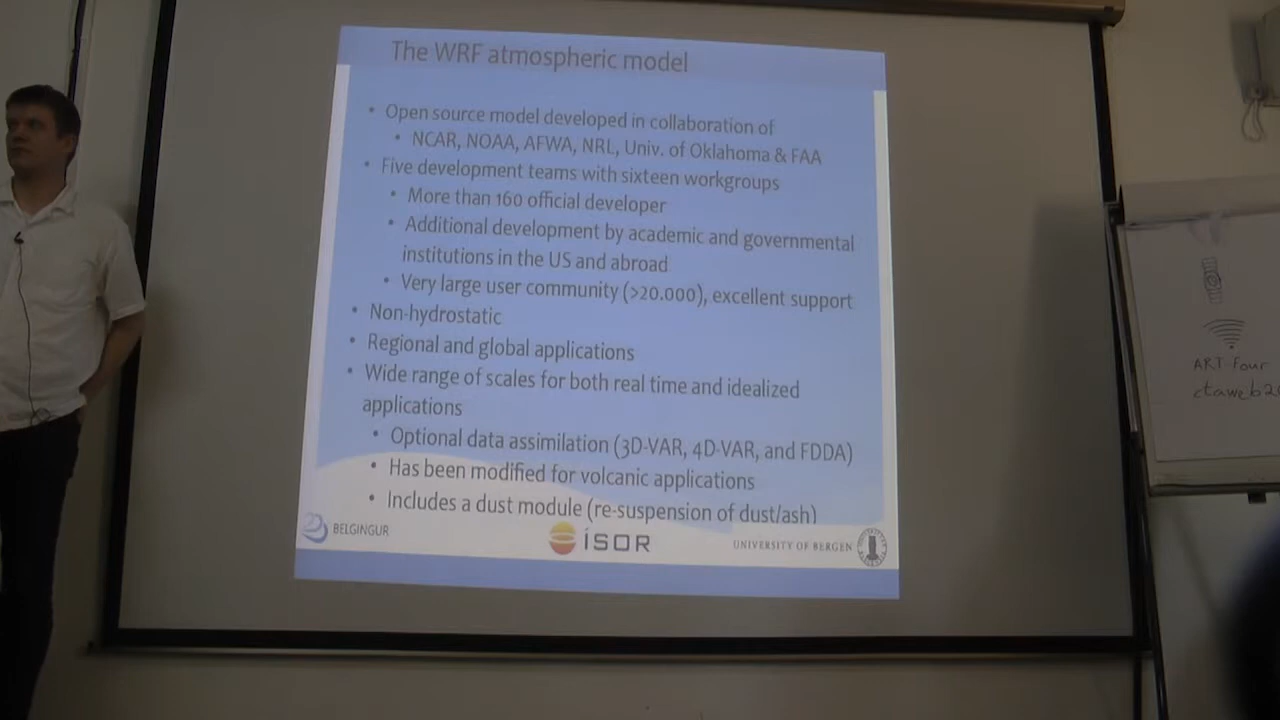 The WRF atmospheric model
• Open source model developed in collaboration of
• NCAR, NOAA, AFWA, NRL, Univ. of Oklahoma & FAA
• Five development teams with sixteen workgroups
• More than 160 official developer
• Additional development by academic and governmental
institutions in the US and abroad
• Very large user community (>20.000), excellent support
• Non-hydrostatic
• Regional and global applications
• Wide range of scales for both real time and idealized
applications
• Optional data assimilation (3D-VAR, 4D-VAR, and FDDA)
• Has been modified for volcanic applications
• Includes a dust module (re-suspension of dust/ash)
BELGINGUR
ÍSOR
UNIVERSITY OF BERGEN
ART-four